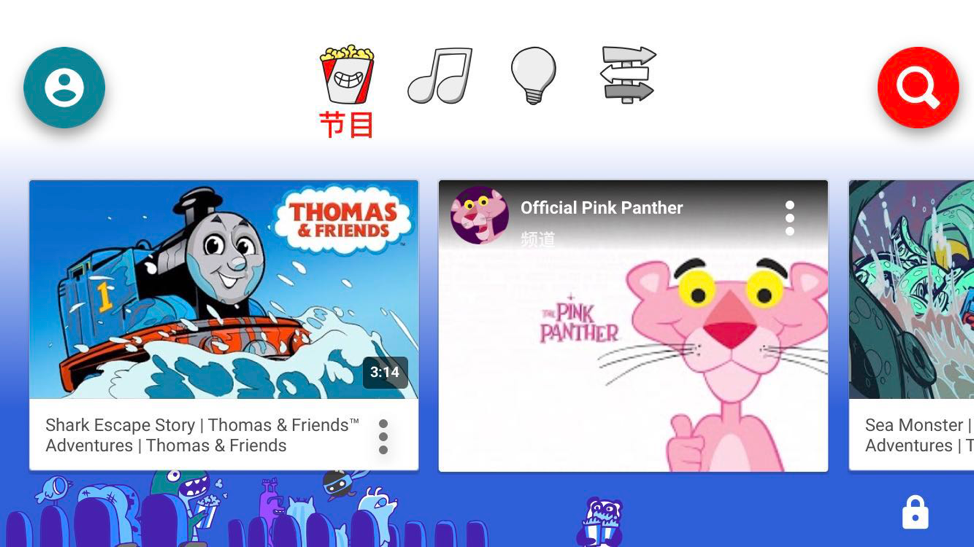 节目
THOMAS
& FRIENDS
1
3:14
Shark Escape Story | Thomas & Friends™
Adventures | Thomas & Friends
Official Pink Panther
频道
THE PINK
PANTHER
Sea Monster |
Adventures | T